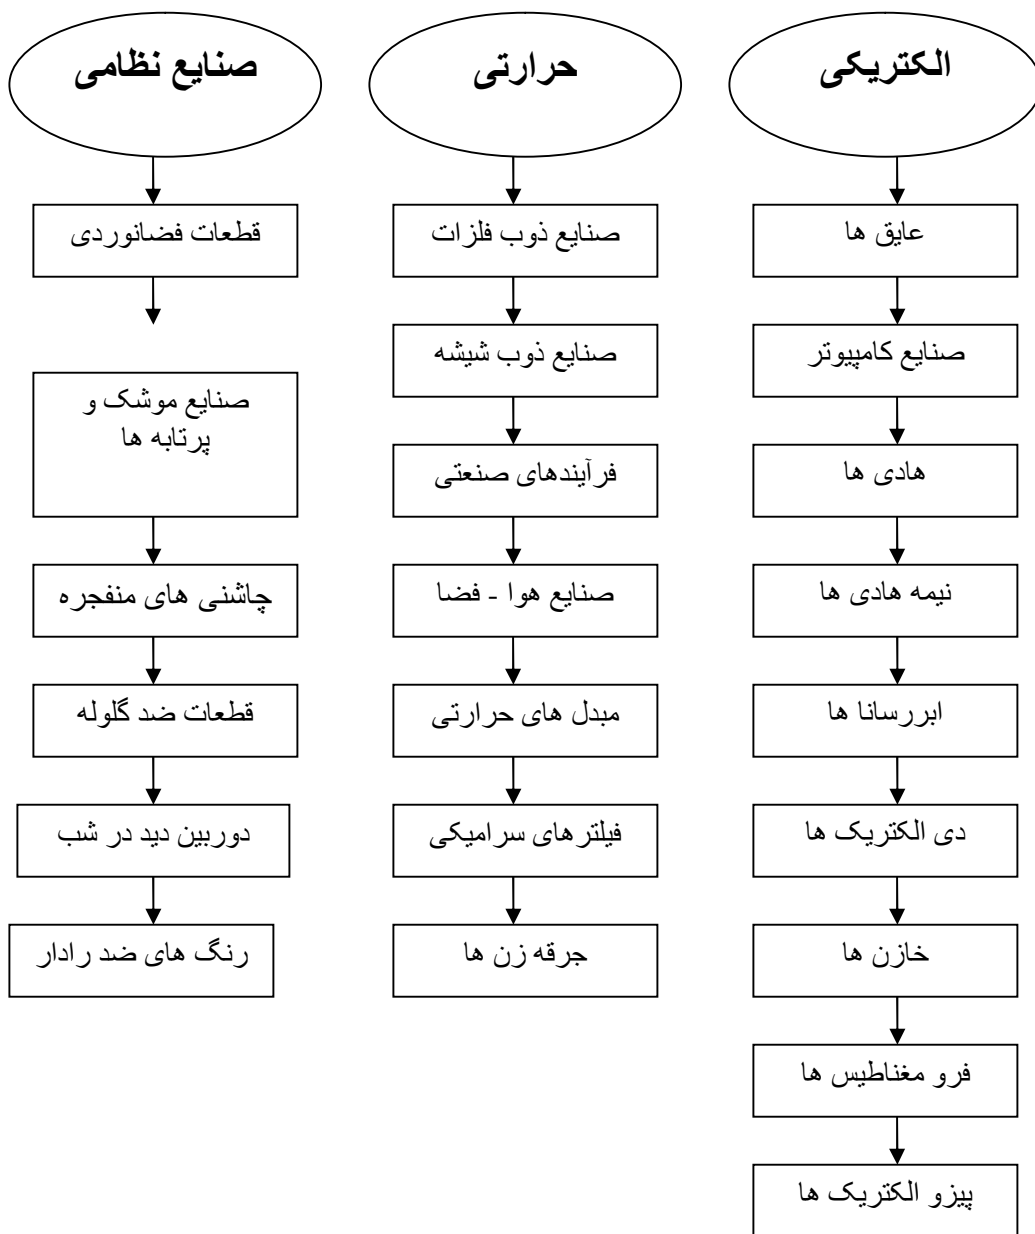 الکتریکی
عایق ها
صنایع کامپیوتر
هادی ها
نیمه هادی ها
ابررسانا ها
دی الکتریک ها
خازن ها
فرو مغناطیس ها
پیزو الکتریک ها
حرارتی
صنایع ذوب فلزات
صنایع ذوب شیشه
فرآیندهای صنعتی
صنایع هوا - فضا
مبدل های حرارتی
فیلترهای سرامیکی
جرقه زن ها
صنایع نظامی
قطعات فضانوردی
صنایع موشک و
پرتابه ها
چاشنی های منفجره
قطعات ضد گلوله
دوربین دید در شب
رنگ های ضد رادار